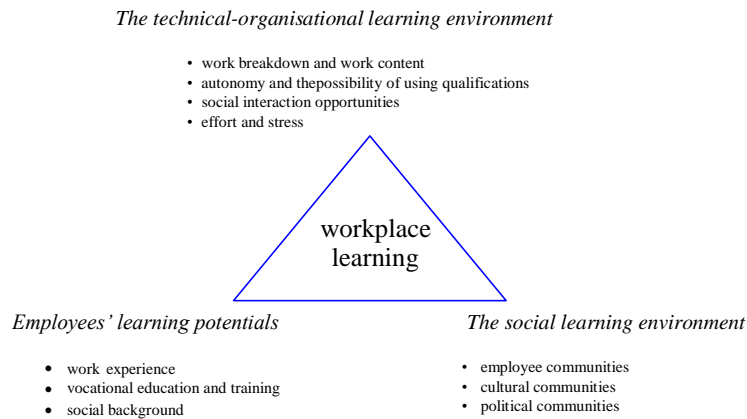 The technical-organisational learning environment
• work breakdown and work content
• autonomy and thepossibility of using qualifications
• social interaction opportunities
• effort and stress
workplace
learning
Employees' learning potentials
• work experience
• vocational education and training
• social background
The social learning environment
• employee communities
• cultural communities
• political communities